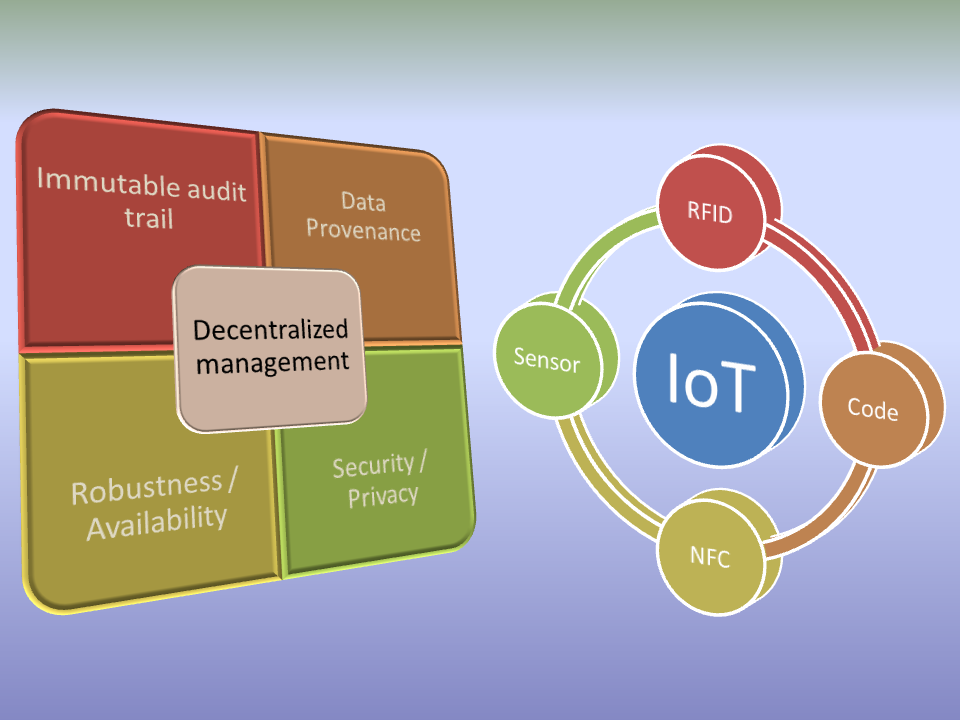 Immutable audit
trail
Data
Provenance
Decentralized
management
Robustness /
Availability
Security /
Privacy
RFID
Sensor
IoT
Code
NFC